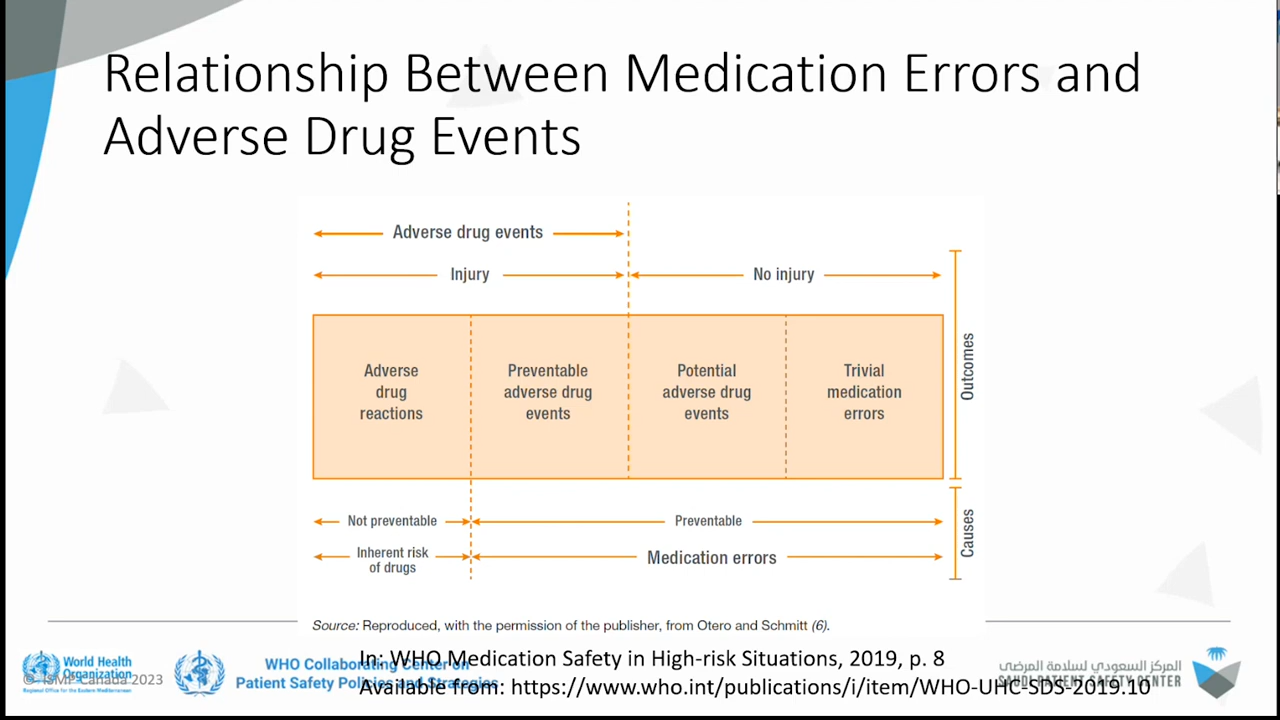 Relationship Between Medication Errors and
Adverse Drug Events
Adverse drug events
Injury
No injury
Adverse
drug
reactions
Preventable
adverse drug
events
Potential
adverse drug
events
Trivial
medication
errors
Outcomes
Not preventable
Preventable
Inherent risk
of drugs
Medication errors
Causes
Source: Reproduced, with the permission of the publisher, from Otero and Schmitt (6).
In: WHO Medication Safety in High-risk Situations, 2019, p. 8
Available from: https://www.who.int/publications/i/item/WHO-UHC-SDS-2019.10
World Health
Organization
Regional Office for the Eastern Mediterranean
© ISMP Canada 2023
WHO Collaborating Center on
Patient Safety Policies and Strategies
المركز السعودي لسلامة المرضى
SAUDI PATIENT SAFETY CENTER